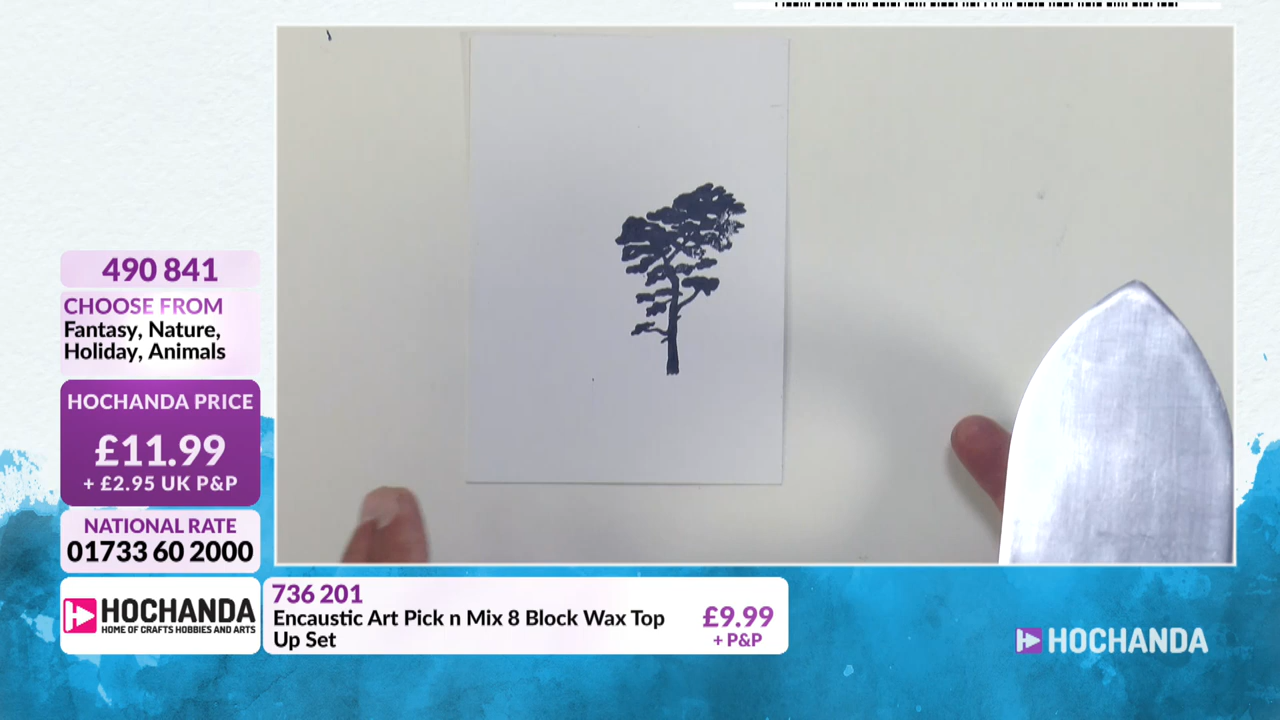 490 841
CHOOSE FROM
Fantasy, Nature,
Holiday, Animals
HOCHANDA PRICE
£11.99
+ £2.95 UK P&P
NATIONAL RATE
01733 60 2000
HOCHANDA
HOME OF CRAFTS HOBBIES AND ARTS
736 201
Encaustic Art Pick n Mix 8 Block Wax Top
Up Set
£9.99
+ P&P
HOCHANDA